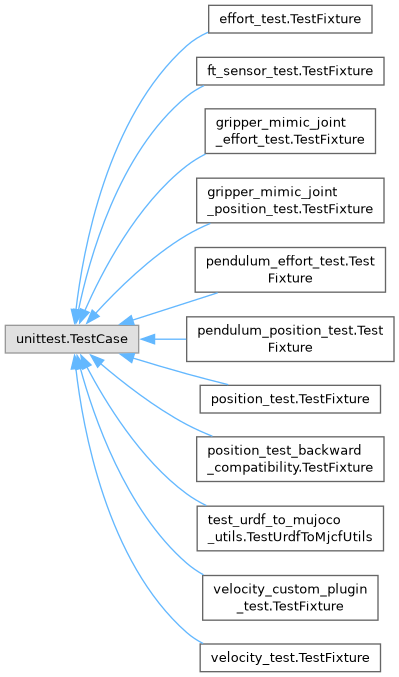 effort_test.TestFixture
ft_sensor_test.TestFixture
gripper_mimic_joint
_effort_test.TestFixture
gripper_mimic_joint
_position_test.TestFixture
pendulum_effort_test.Test
Fixture
unittest.TestCase
pendulum_position_test.Test
Fixture
position_test.TestFixture
position_test_backward
_compatibility.TestFixture
test_urdf_to_mujoco
_utils.TestUrdfToMjcfUtils
velocity_custom_plugin
_test.TestFixture
velocity_test.TestFixture